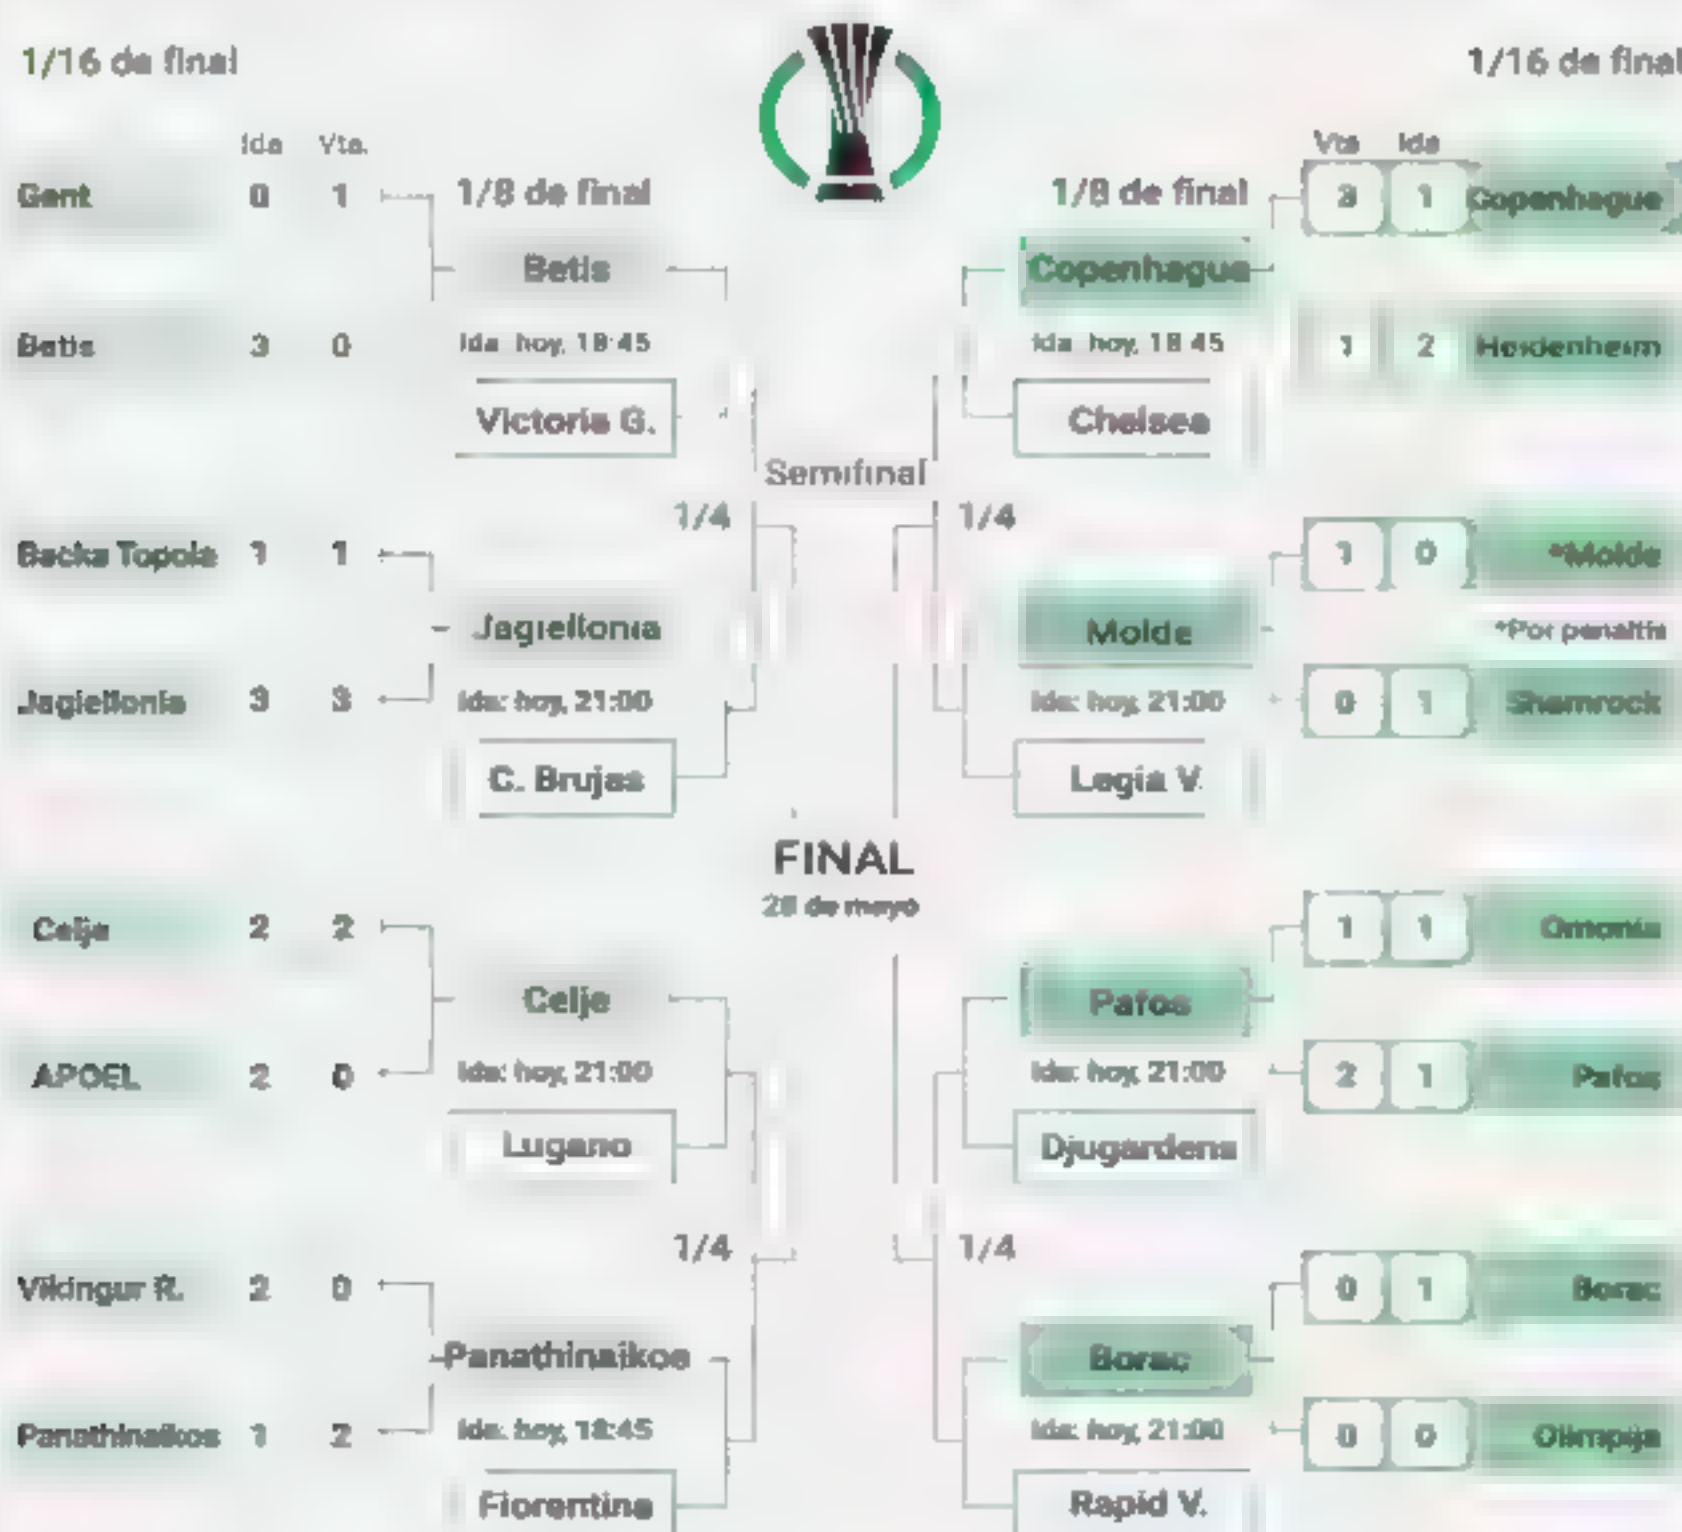 1/16 de final
1/16 de final
Ida Vta.
Vta Ida
Gent 0 1
1/8 de final
1/8 de final
3 1 Copenhague
Betis
Copenhague
Betis 3 0
Ida hoy, 18:45
Ida hoy, 18:45
1 2 Heidenheim
Victoria G.
Chelsea
Semifinal
1/4
1/4
Backa Topola 1 1
1 0 *Molde
Jagiellonia
Molde
*Por penaltis
Jagiellonia 3 3
Ida: hoy, 21:00
Ida: hoy, 21:00
0 1 Shamrock
C. Brujas
Legia V.
FINAL
28 de mayo
Celje 2 2
1 1 Omonia
Celje
Pafos
APOEL 2 0
Ida: hoy, 21:00
Ida: hoy, 21:00
2 1 Pafos
Lugano
Djugardens
1/4
1/4
Vikingur R. 2 0
0 1 Borac
Panathinaikos
Borac
Panathinaikos 1 2
Ida: hoy, 18:45
Ida: hoy, 21:00
0 0 Olimpija
Fiorentina
Rapid V.